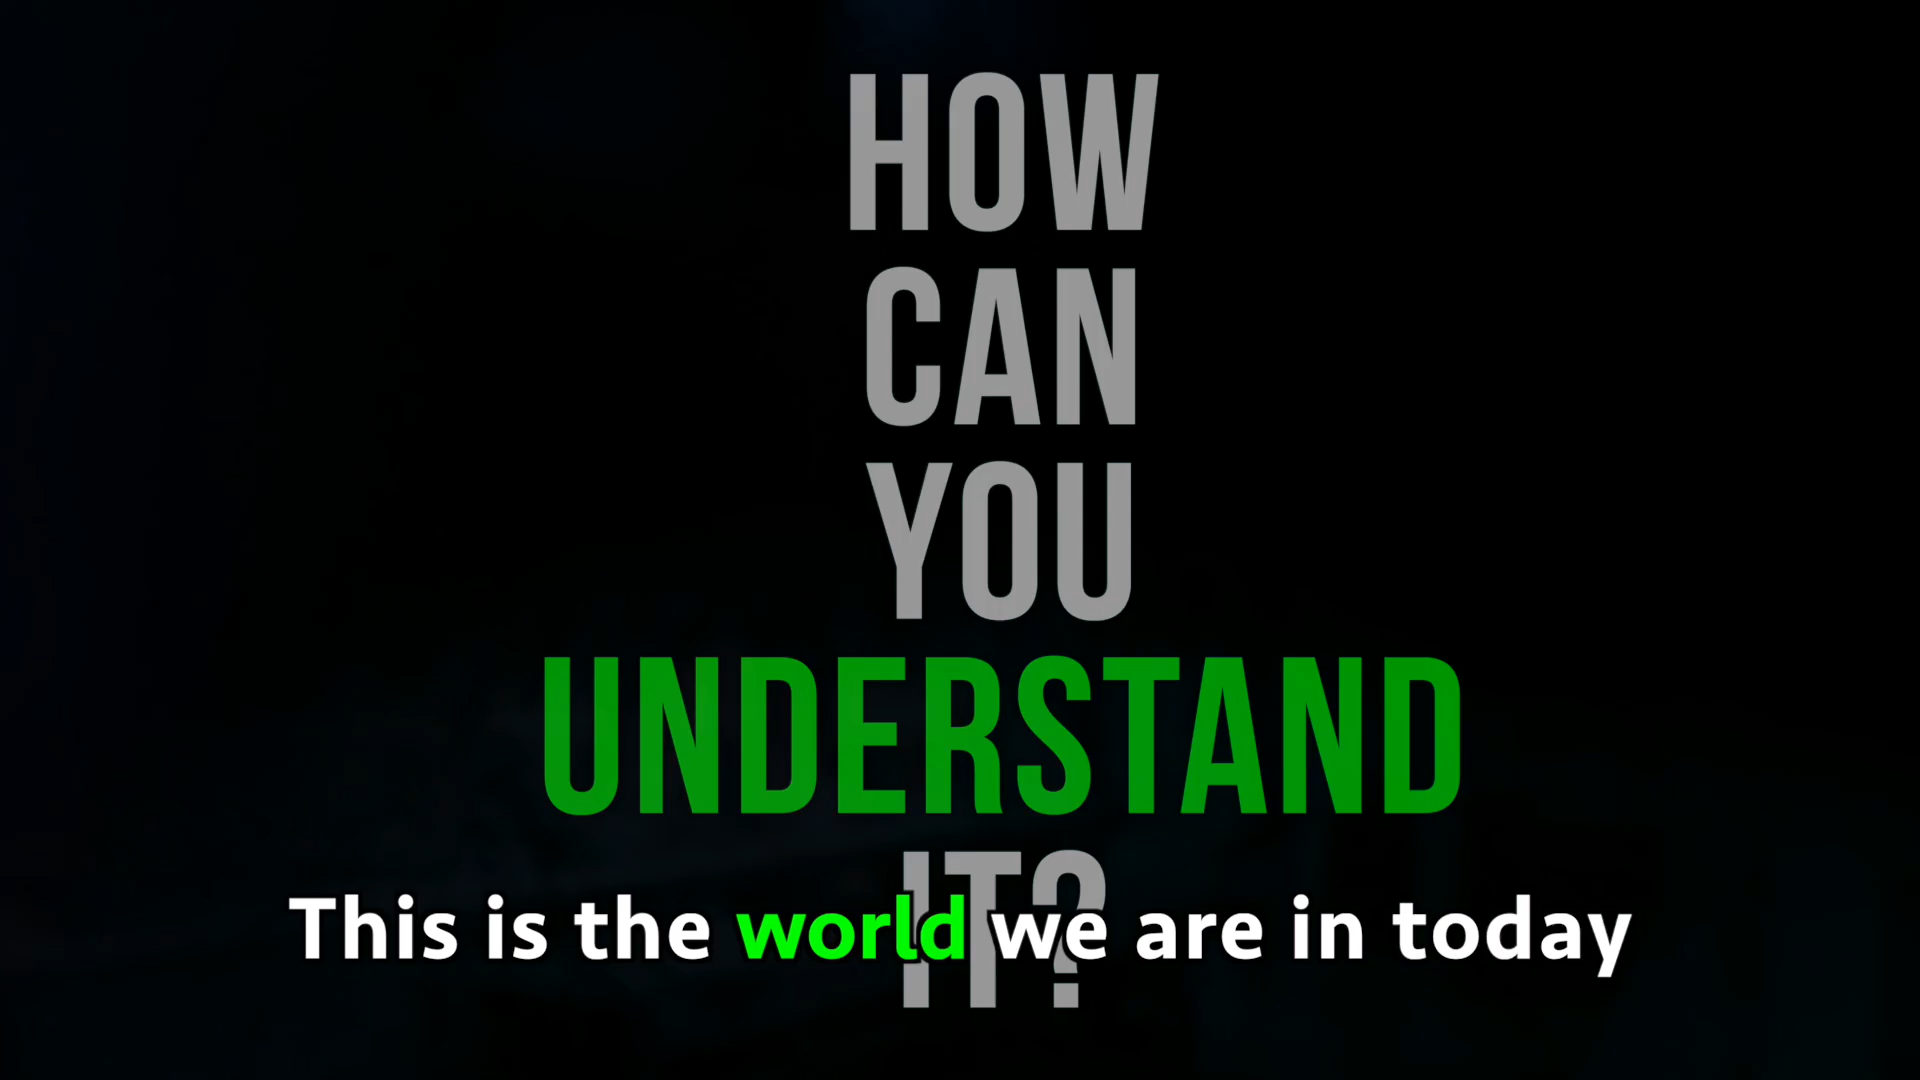 HOW
CAN
YOU
UNDERSTAND
IT?
This is the world we are in today